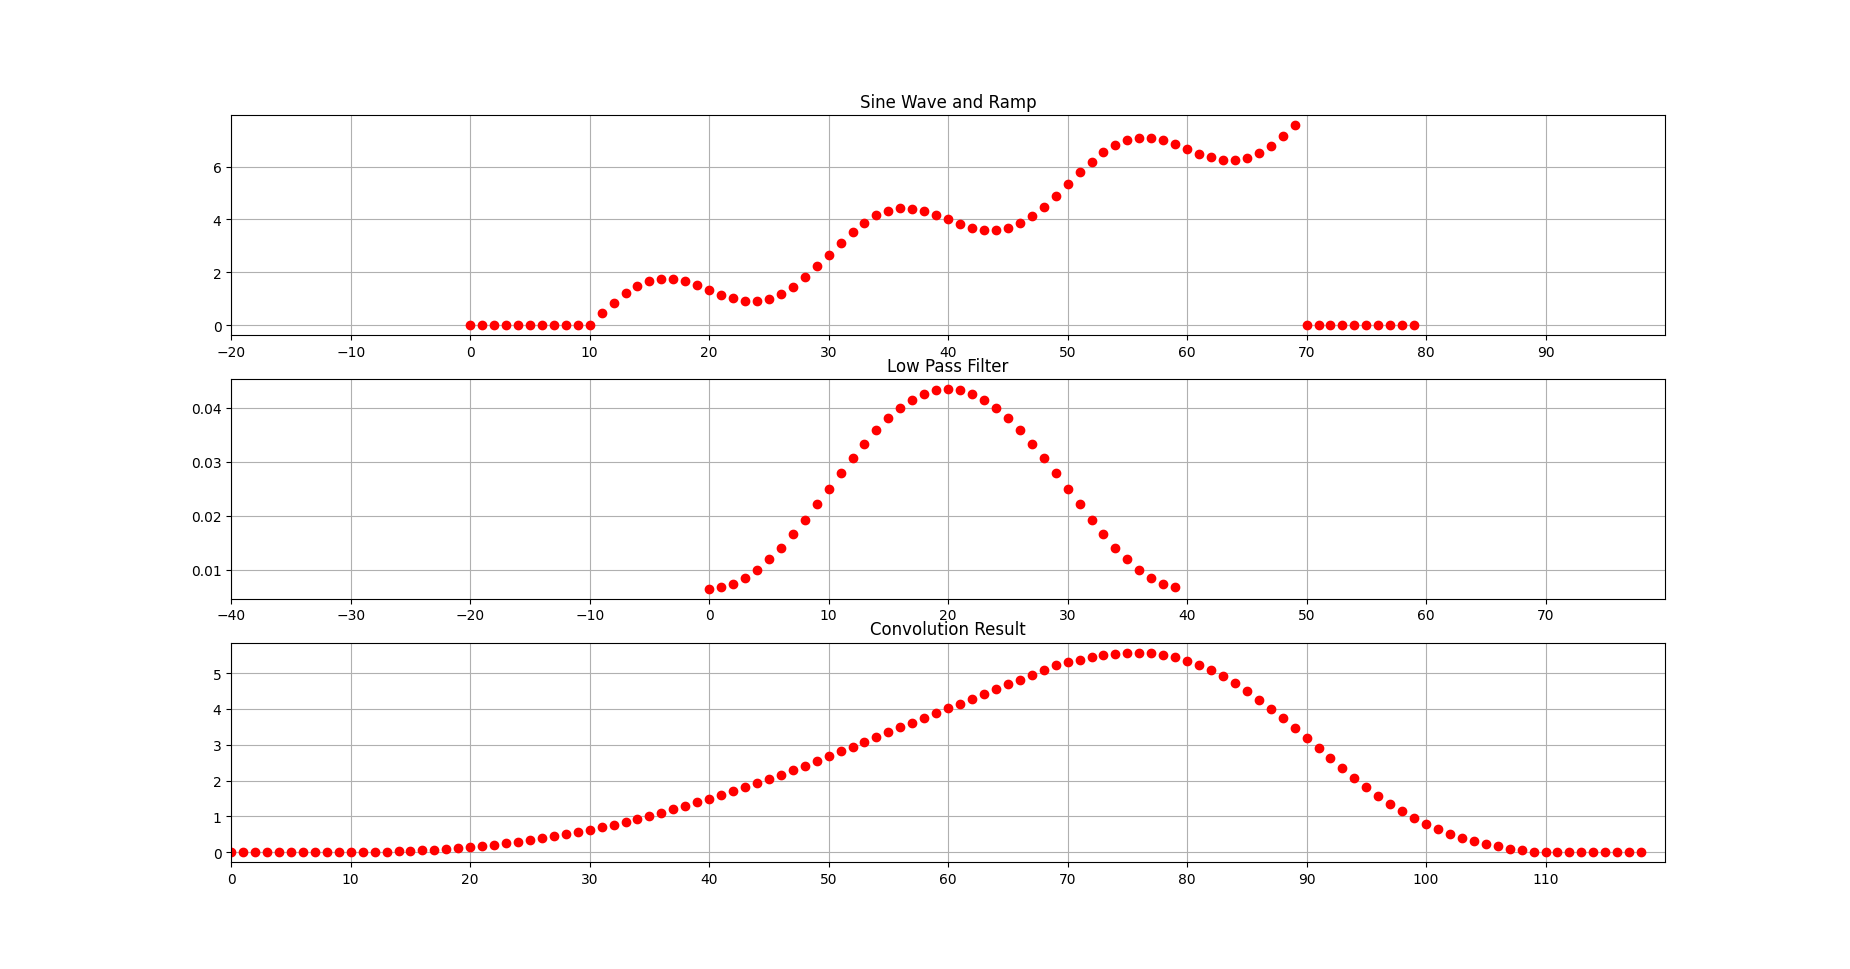 Sine Wave and Ramp
6
4
2
0
−20 −10 0 10 20 30 40 50 60 70 80 90
Low Pass Filter
0.04
0.03
0.02
0.01
−40 −30 −20 −10 0 10 20 30 40 50 60 70
Convolution Result
5
4
3
2
1
0
0 10 20 30 40 50 60 70 80 90 100 110